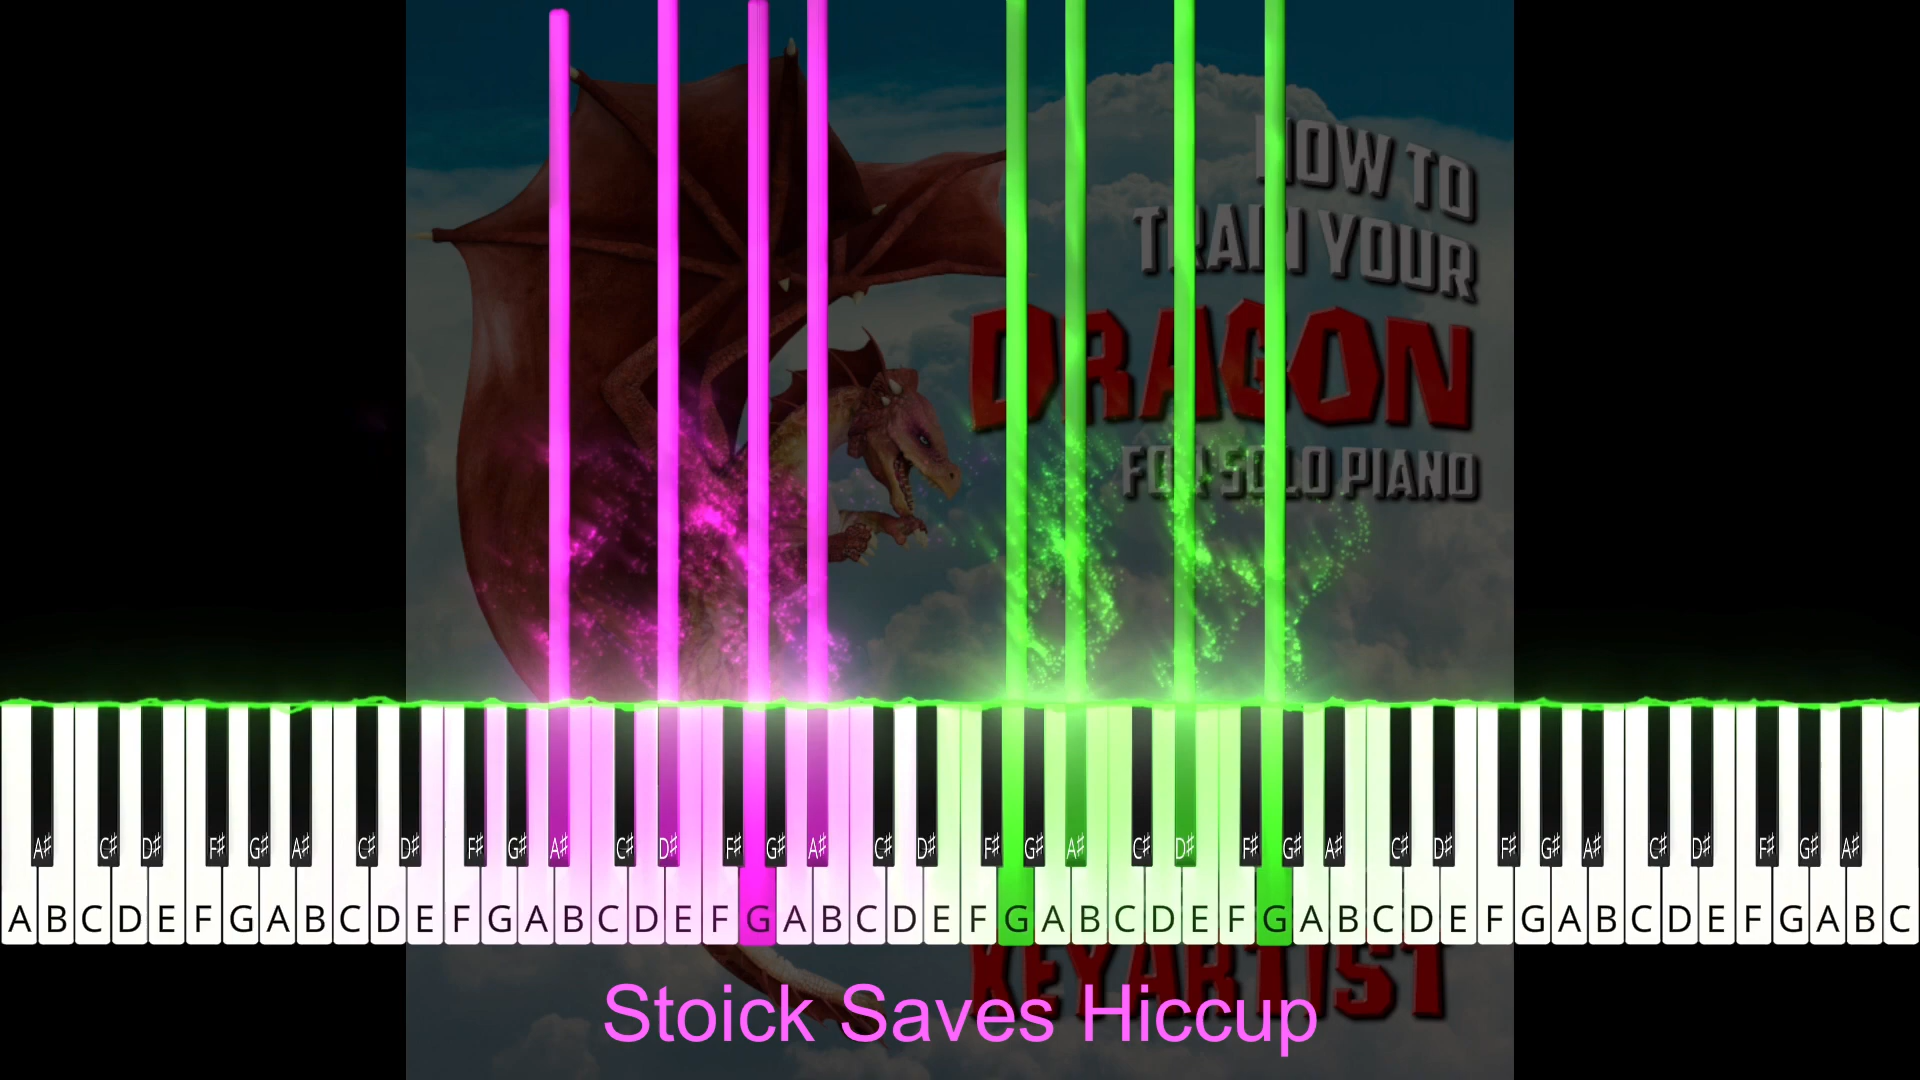 HOW TO
TRAIN YOUR
DRAGON
FOR SOLO PIANO
A# C# D# F# G# A# C# D# F# G# A# C# D# F# G# A# C# D# F# G# A# C# D# F# G# A# C# D# F# G# A# C# D# F# G# A#
A B C D E F G A B C D E F G A B C D E F G A B C D E F G A B C D E F G A B C D E F G A B C D E F G A B C
KEYARTIST
Stoick Saves Hiccup